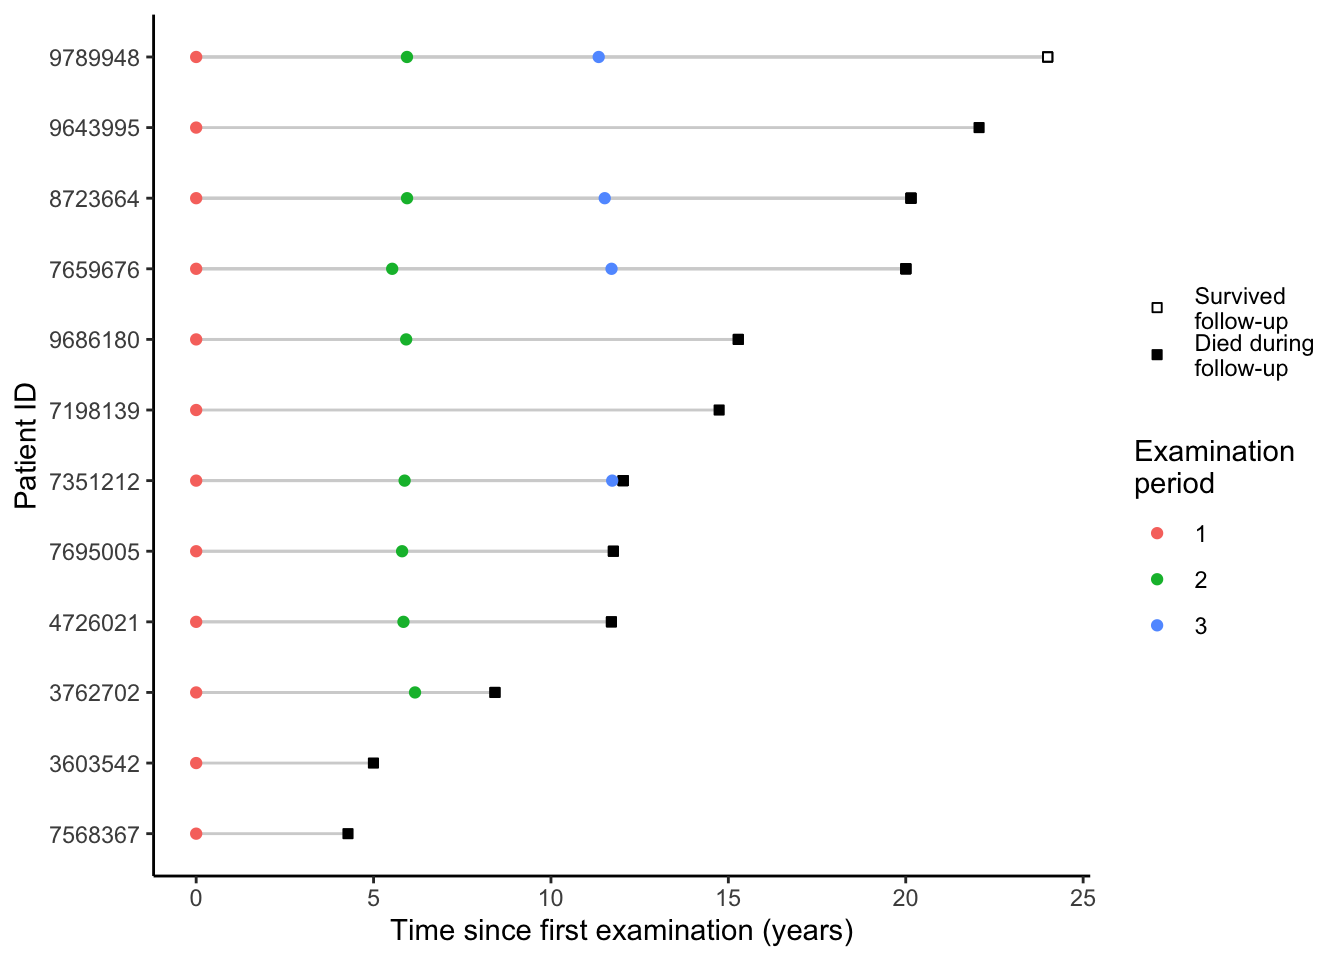 9789948
9643995
8723664
7659676
9686180
7198139
7351212
7695005
4726021
3762702
3603542
7568367
Patient ID
0 5 10 15 20 25
Time since first examination (years)
Survived
follow-up
Died during
follow-up
Examination
period
1
2
3